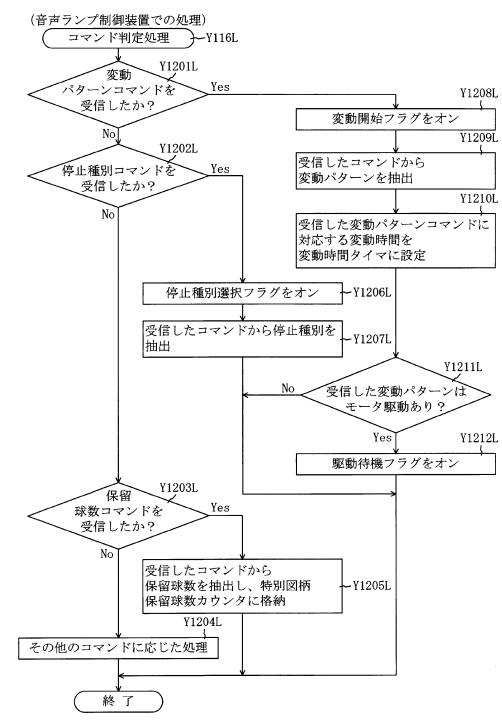 (音声ランプ制御装置での処理)
コマンド判定処理
Y116L
Y1201L
変動
パターンコマンドを
受信したか？
Yes
No
Y1208L
変動開始フラグをオン
Y1209L
受信したコマンドから
変動パターンを抽出
Y1210L
受信した変動パターンコマンドに
対応する変動時間を
変動時間タイマに設定
Y1202L
停止種別コマンドを
受信したか？
Yes
No
停止種別選択フラグをオン
Y1206L
受信したコマンドから停止種別を
抽出
Y1207L
Y1211L
受信した変動パターンは
モータ駆動あり？
No
Yes
Y1212L
駆動待機フラグをオン
Y1203L
保留
球数コマンドを
受信したか？
Yes
No
受信したコマンドから
保留球数を抽出し、特別図柄
保留球数カウンタに格納
Y1205L
Y1204L
その他のコマンドに応じた処理
終 了